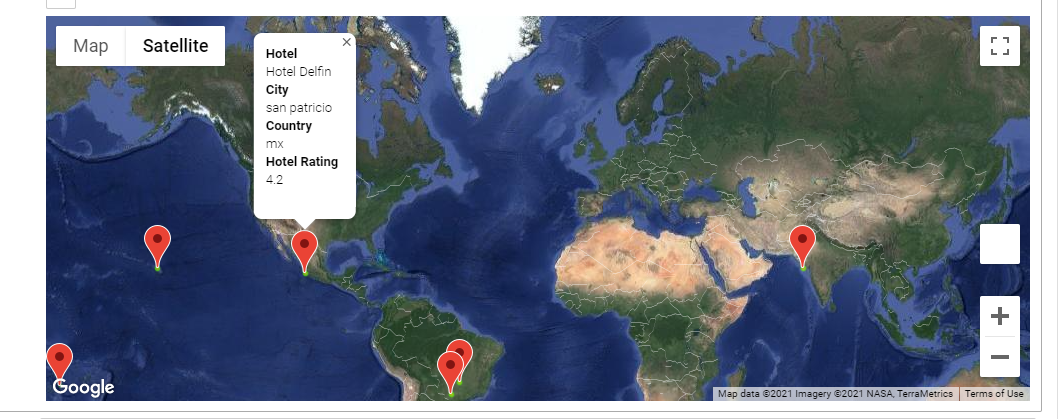 Map
Satellite
×
Hotel
Hotel Delfin
City
san patricio
Country
mx
Hotel Rating
4.2
+
−
Google
Map data ©2021 Imagery ©2021 NASA, TerraMetrics
Terms of Use